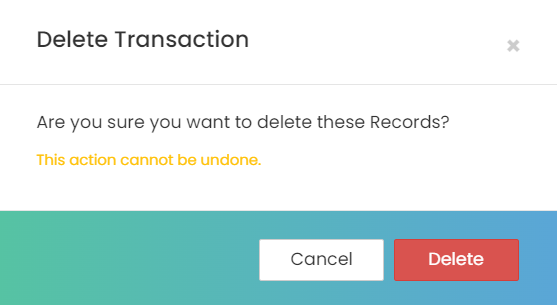 Delete Transaction
Are you sure you want to delete these Records?
This action cannot be undone.
Cancel
Delete